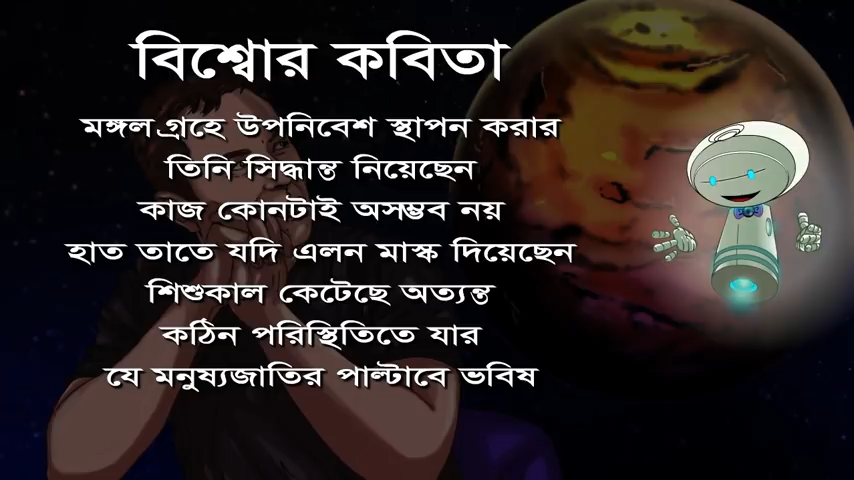 বিশ্বোর কবিতা
মঙ্গল গ্রহে উপনিবেশ স্থাপন করার
তিনি সিদ্ধান্ত নিয়েছেন
কাজ কোনটাই অসম্ভব নয়
হাত তাতে যদি এলন মাস্ক দিয়েছেন
শিশুকাল কেটেছে অত্যন্ত
কঠিন পরিস্থিতিতে যার
যে মনুষ্যজাতির পাল্টাবে ভবিষ